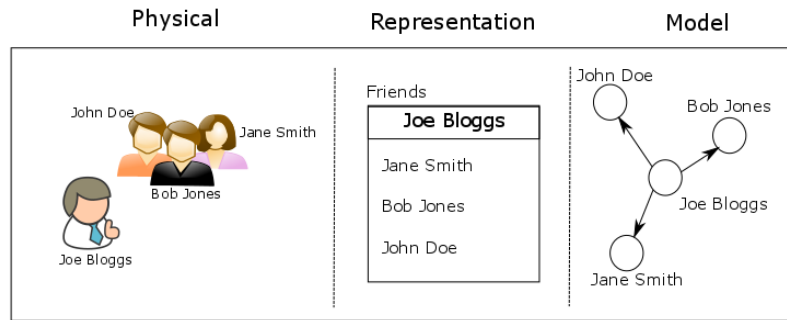 Physical
Representation
Model
John Doe
Jane Smith
Bob Jones
Joe Bloggs
Friends
Joe Bloggs
Jane Smith
Bob Jones
John Doe
John Doe
Bob Jones
Joe Bloggs
Jane Smith